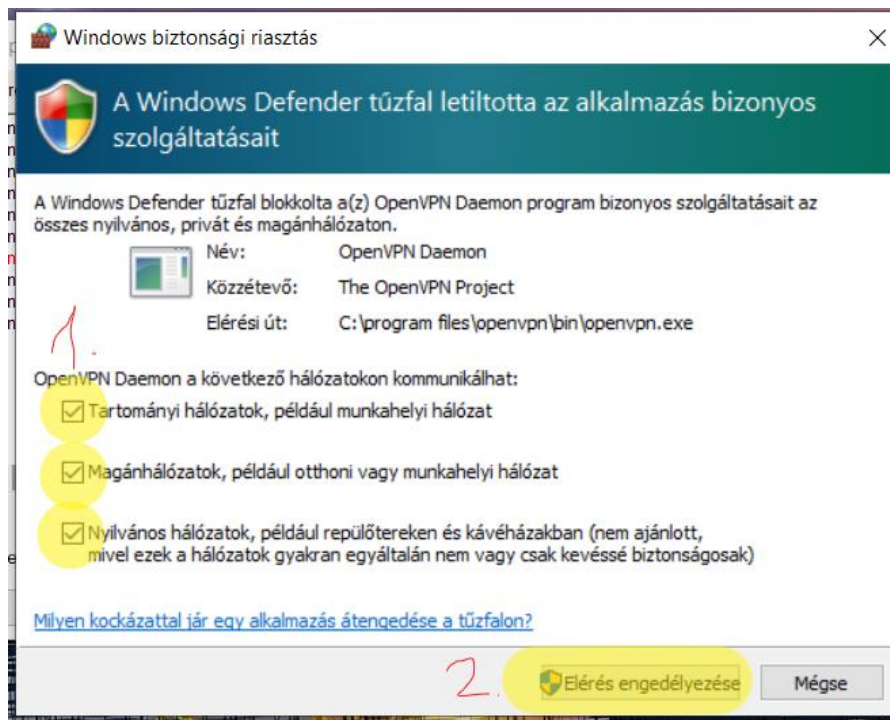 Windows biztonsági riasztás
A Windows Defender tűzfal letiltotta az alkalmazás bizonyos
szolgáltatásait
A Windows Defender tűzfal blokkolta a(z) OpenVPN Daemon program bizonyos szolgáltatásait az
összes nyilvános, privát és magánhálózaton.
Név: OpenVPN Daemon
Közzétevő: The OpenVPN Project
Elérési út: C:\program files\openvpn\bin\openvpn.exe
1.
OpenVPN Daemon a következő hálózatokon kommunikálhat:
Tartományi hálózatok, például munkahelyi hálózat
Magánhálózatok, például otthoni vagy munkahelyi hálózat
Nyilvános hálózatok, például repülőtereken és kávéházakban (nem ajánlott,
mivel ezek a hálózatok gyakran egyáltalán nem vagy csak kevéssé biztonságosak)
Milyen kockázattal jár egy alkalmazás átengedése a tűzfalon?
2. Elérés engedélyezése Mégse